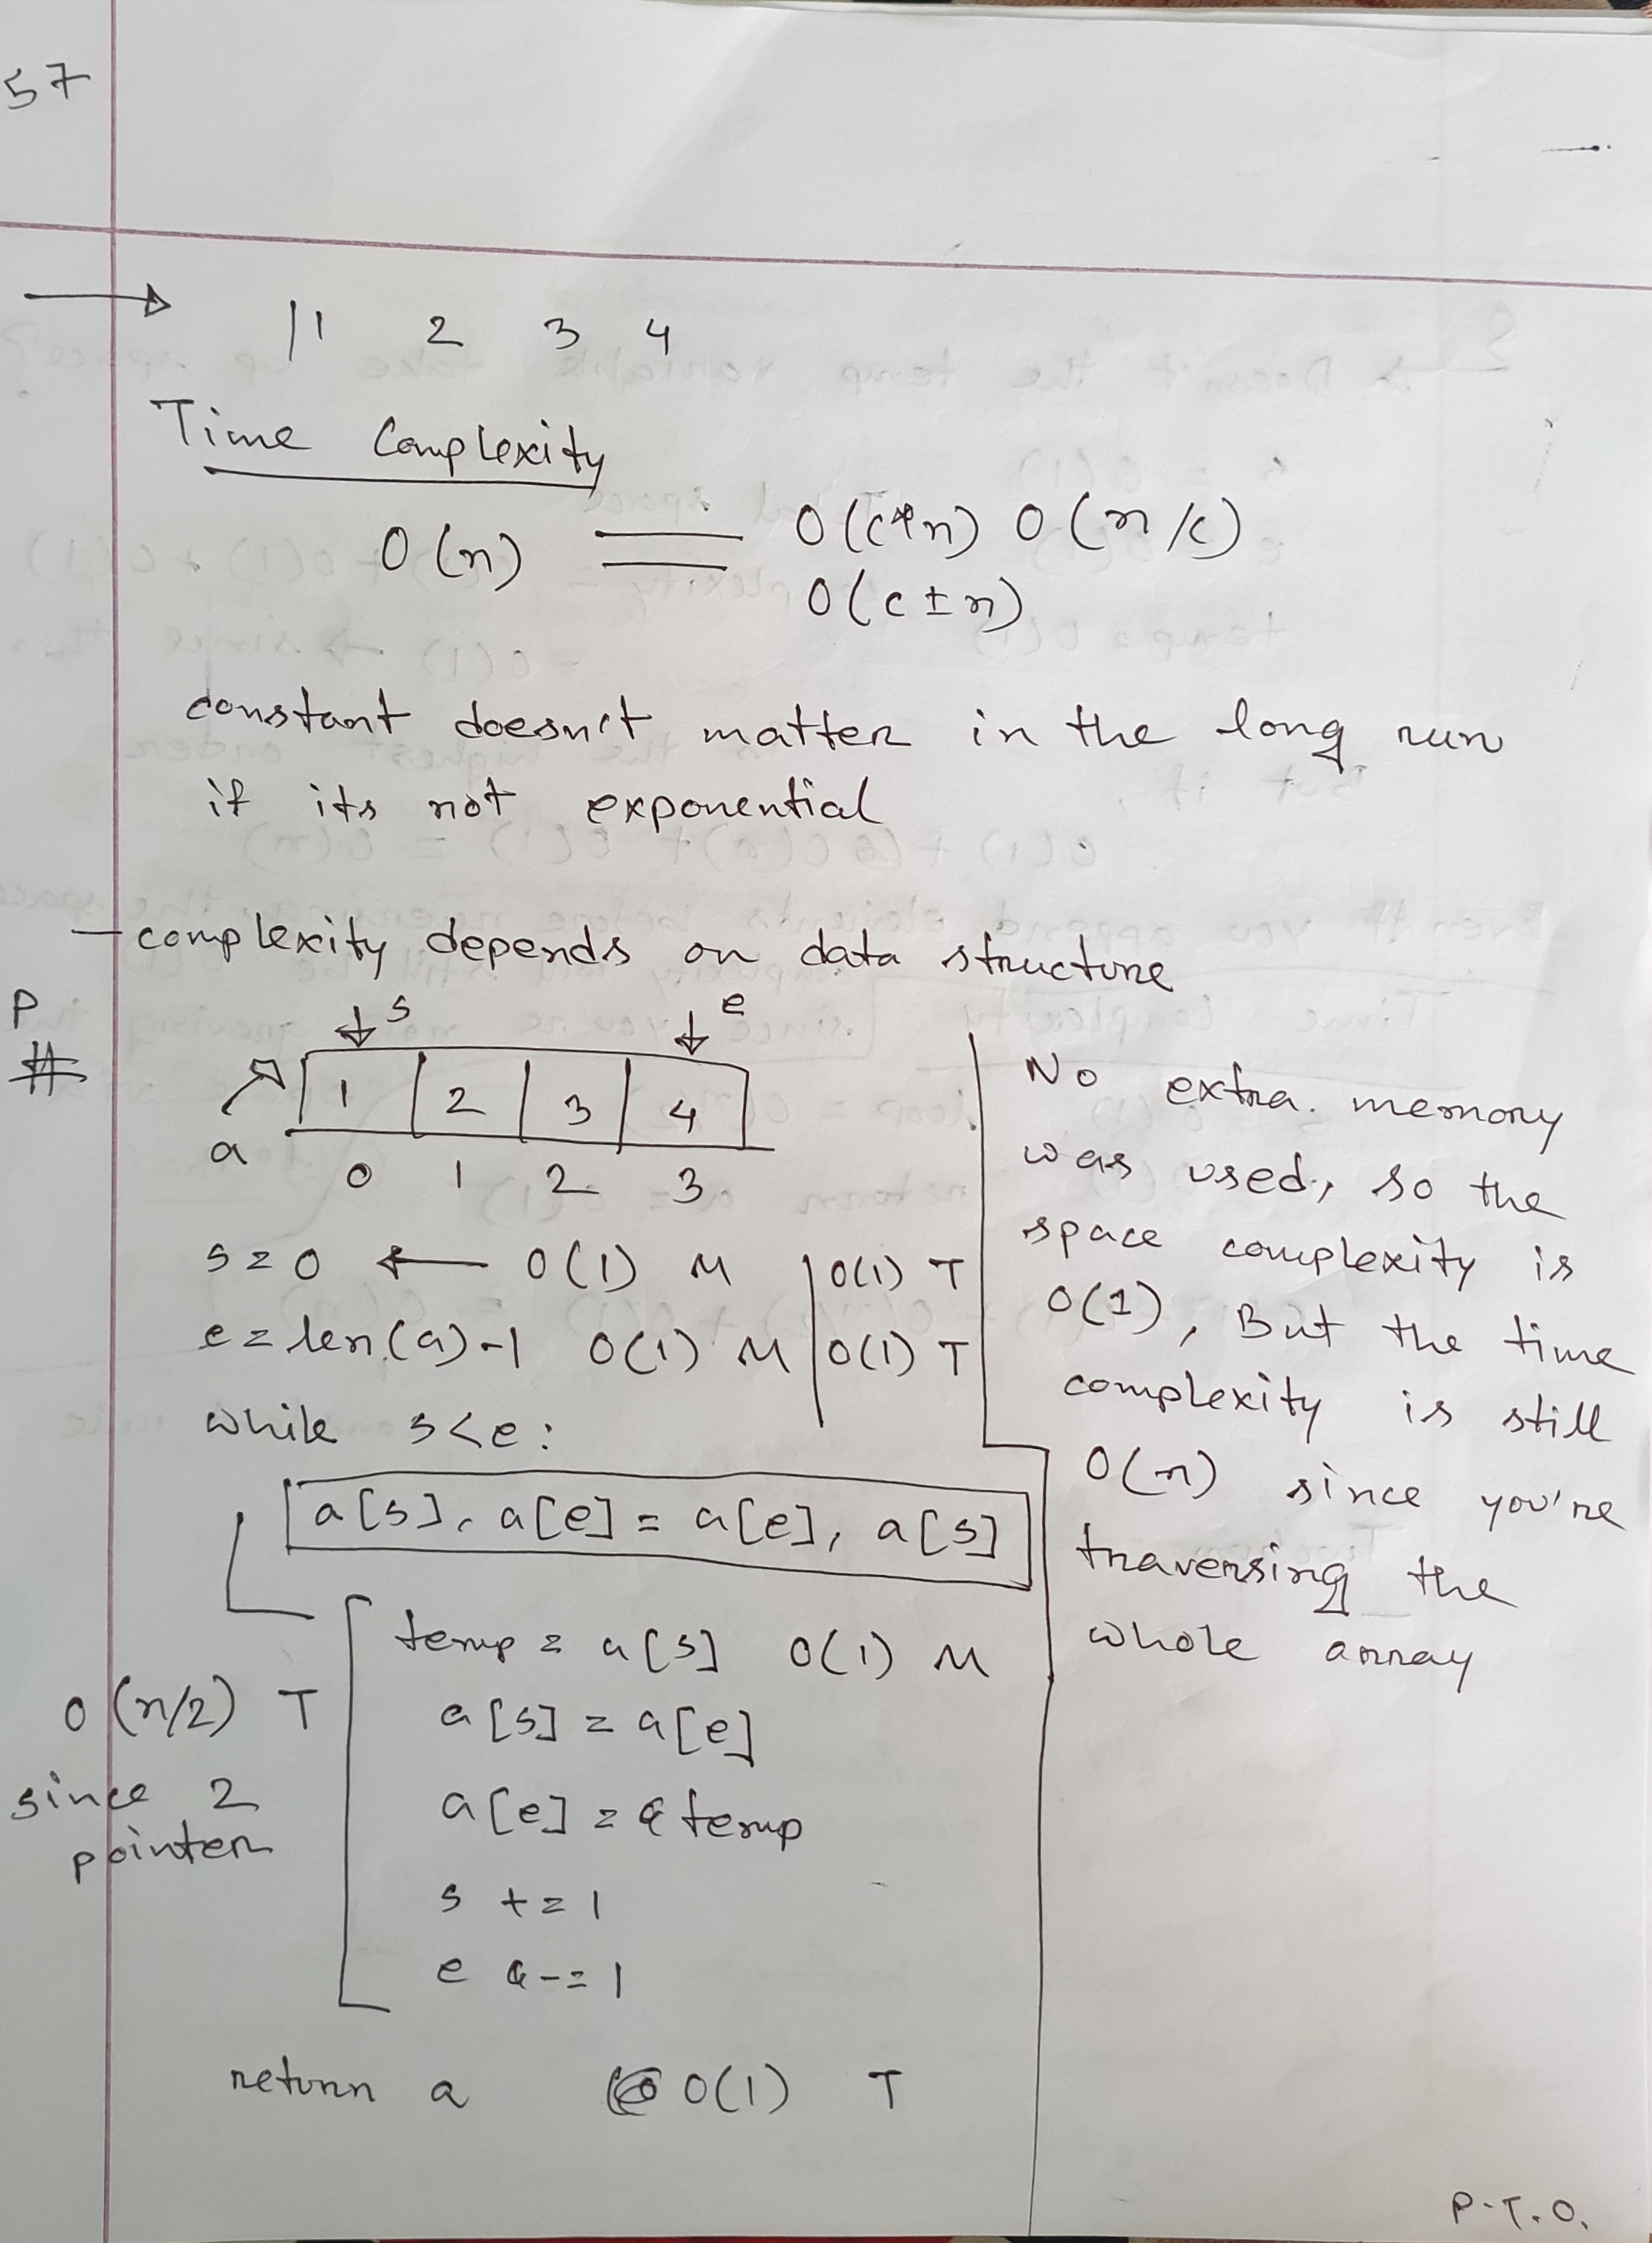 57
1 2 3 4
Time Complexity
O(n) = O(c*n) O(n/c)
O(c±n)
constant doesn't matter in the long run
if its not exponential
- complexity depends on data structure
P
#
s e
1 2 3 4
a
0 1 2 3
s=0 ← O(1) M | O(1) T
e=len(a)-1 O(1) M | O(1) T
while s<e:
a[s], a[e] = a[e], a[s]
temp = a[s] O(1) M
a[s] = a[e]
a[e] = temp
s += 1
e -= 1
O(n/2) T
since 2
pointer
return a O(1) T
No extra memory
was used, so the
space complexity is
O(1), But the time
complexity is still
O(n) since you're
traversing the
whole array
P.T.O.